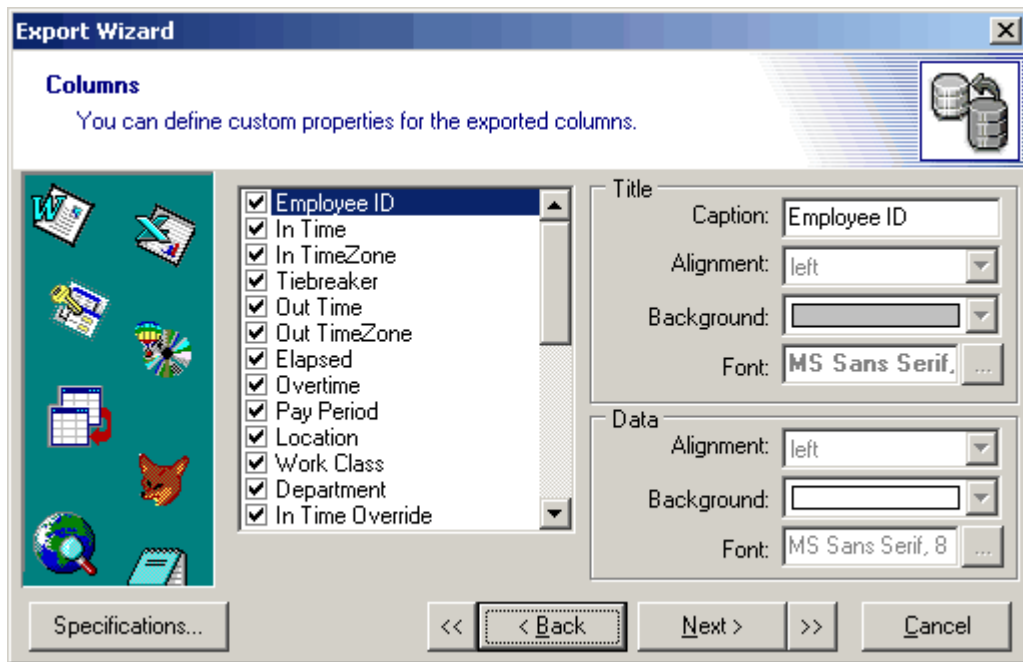 Export Wizard
Columns
You can define custom properties for the exported columns.
Employee ID
In Time
In TimeZone
Tiebreaker
Out Time
Out TimeZone
Elapsed
Overtime
Pay Period
Location
Work Class
Department
In Time Override
Title
Caption: Employee ID
Alignment: left
Background:
Font: MS Sans Serif, ...
Data
Alignment: left
Background:
Font: MS Sans Serif, 8 ...
Specifications... << < Back Next > >> Cancel